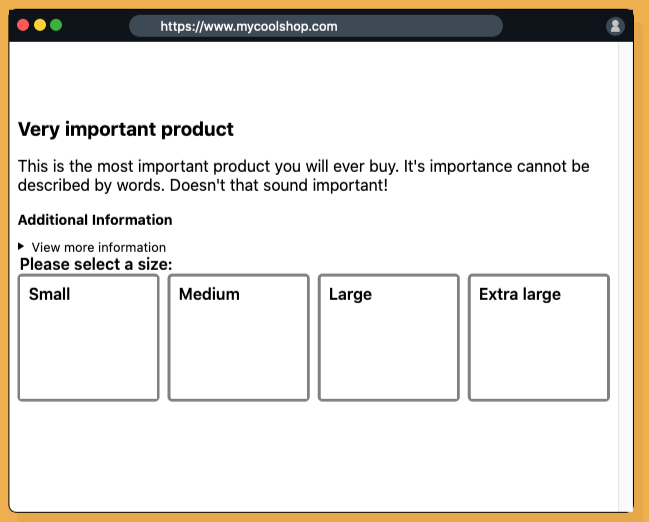 https://www.mycoolshop.com
Very important product
This is the most important product you will ever buy. It's importance cannot be
described by words. Doesn't that sound important!
Additional Information
View more information
Please select a size:
Small Medium Large Extra large